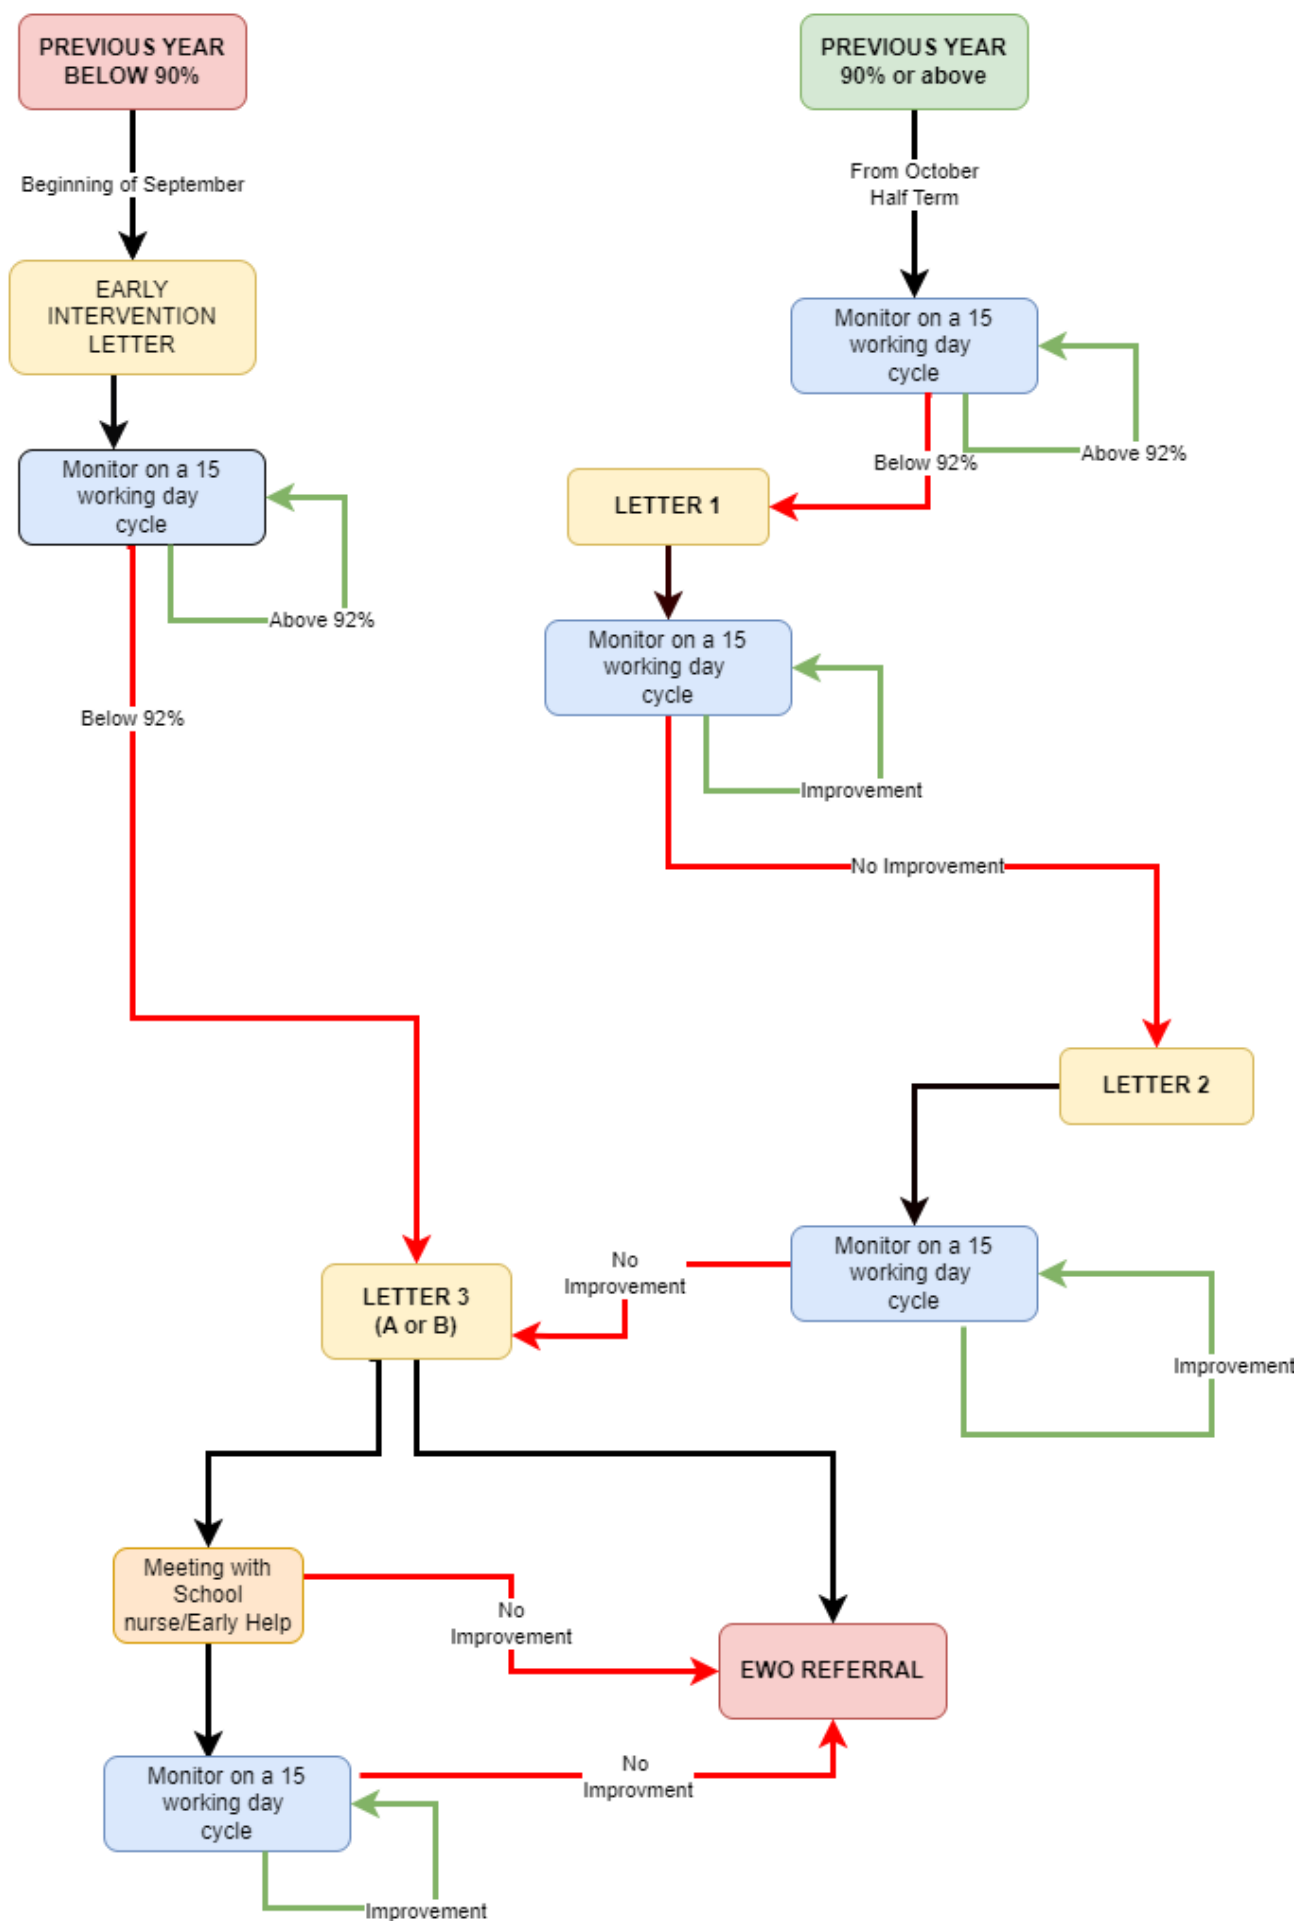 PREVIOUS YEAR
BELOW 90%
PREVIOUS YEAR
90% or above
Beginning of September
From October
Half Term
EARLY
INTERVENTION
LETTER
Monitor on a 15
working day
cycle
Above 92%
Below 92%
Monitor on a 15
working day
cycle
Above 92%
Below 92%
LETTER 1
Monitor on a 15
working day
cycle
Improvement
No Improvement
LETTER 2
Monitor on a 15
working day
cycle
Improvement
No
Improvement
LETTER 3
(A or B)
Meeting with
School
nurse/Early Help
No
Improvement
EWO REFERRAL
Monitor on a 15
working day
cycle
No
Improvment
Improvement